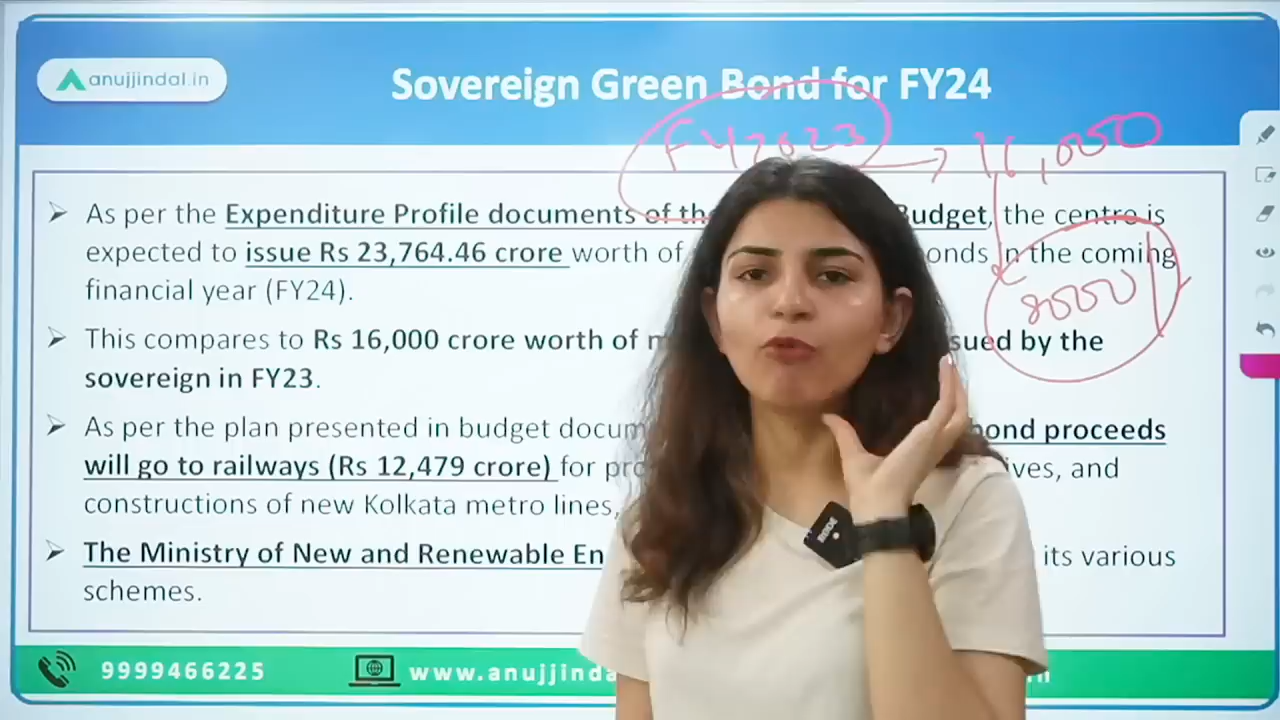 anujjindal.in
Sovereign Green Bond for FY24
FY2023 → 16,000
8000
➢ As per the Expenditure Profile documents of th Budget, the centre is
expected to issue Rs 23,764.46 crore worth of onds in the coming
financial year (FY24).
➢ This compares to Rs 16,000 crore worth of sued by the
sovereign in FY23.
➢ As per the plan presented in budget docum bond proceeds
will go to railways (Rs 12,479 crore) for pro ives, and
constructions of new Kolkata metro lines,
➢ The Ministry of New and Renewable En its various
schemes.
RODE
9999466225 www.anujjinda m